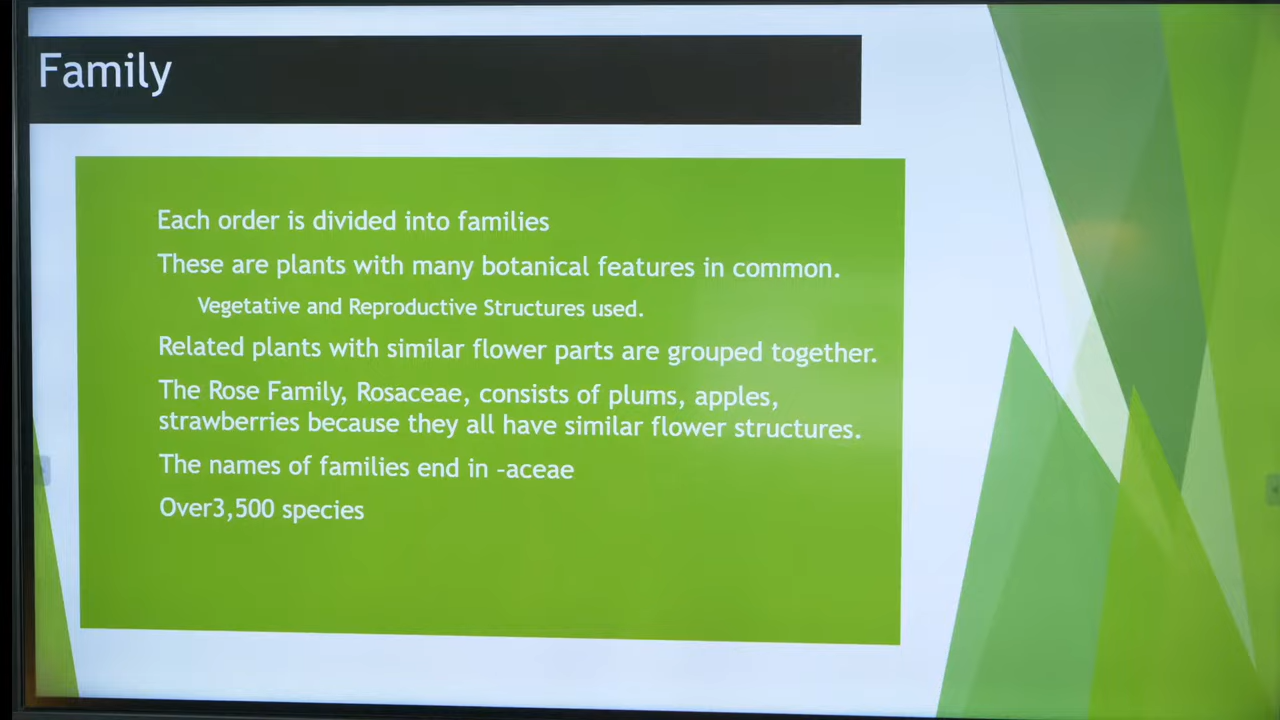 Family
Each order is divided into families
These are plants with many botanical features in common.
Vegetative and Reproductive Structures used.
Related plants with similar flower parts are grouped together.
The Rose Family, Rosaceae, consists of plums, apples,
strawberries because they all have similar flower structures.
The names of families end in –aceae
Over3,500 species